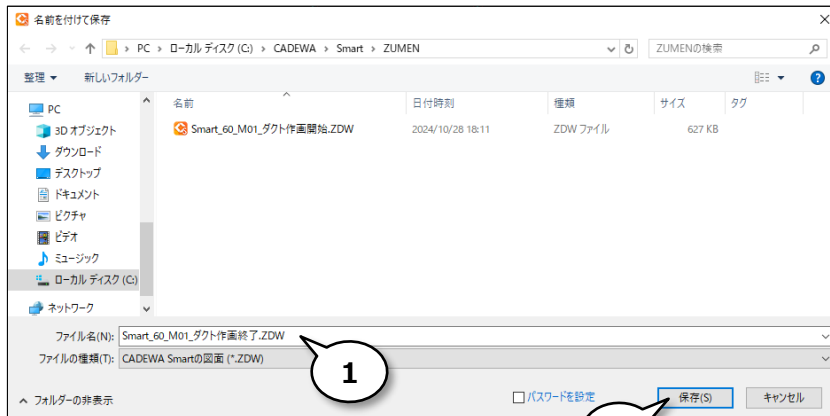 名前を付けて保存
PC › ローカル ディスク (C:) › CADEWA › Smart › ZUMEN
ZUMENの検索
整理 ▼ 新しいフォルダー
名前 日付時刻 種類 サイズ タグ
Smart_60_M01_ダクト作画開始.ZDW 2024/10/28 18:11 ZDW ファイル 627 KB
PC
3D オブジェクト
ダウンロード
デスクトップ
ドキュメント
ピクチャ
ビデオ
ミュージック
ローカル ディスク (C:)
ネットワーク
ファイル名(N): Smart_60_M01_ダクト作画終了.ZDW
ファイルの種類(T): CADEWA Smartの図面 (*.ZDW)
1
フォルダーの非表示
パスワードを設定
保存(S)
キャンセル